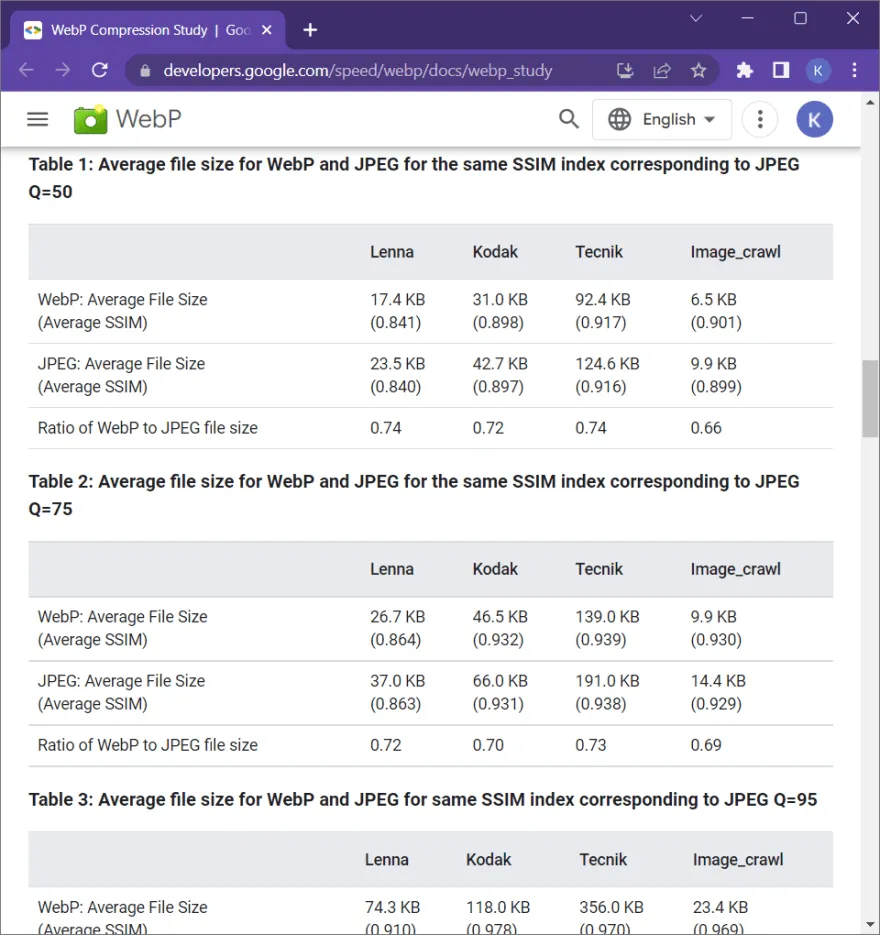 WebP Compression Study | Goo
developers.google.com/speed/webp/docs/webp_study
K
WebP
English
K
Table 1: Average file size for WebP and JPEG for the same SSIM index corresponding to JPEG
Q=50
Lenna Kodak Tecnik Image_crawl
WebP: Average File Size 17.4 KB 31.0 KB 92.4 KB 6.5 KB
(Average SSIM) (0.841) (0.898) (0.917) (0.901)
JPEG: Average File Size 23.5 KB 42.7 KB 124.6 KB 9.9 KB
(Average SSIM) (0.840) (0.897) (0.916) (0.899)
Ratio of WebP to JPEG file size 0.74 0.72 0.74 0.66
Table 2: Average file size for WebP and JPEG for the same SSIM index corresponding to JPEG
Q=75
Lenna Kodak Tecnik Image_crawl
WebP: Average File Size 26.7 KB 46.5 KB 139.0 KB 9.9 KB
(Average SSIM) (0.864) (0.932) (0.939) (0.930)
JPEG: Average File Size 37.0 KB 66.0 KB 191.0 KB 14.4 KB
(Average SSIM) (0.863) (0.931) (0.938) (0.929)
Ratio of WebP to JPEG file size 0.72 0.70 0.73 0.69
Table 3: Average file size for WebP and JPEG for same SSIM index corresponding to JPEG Q=95
Lenna Kodak Tecnik Image_crawl
WebP: Average File Size 74.3 KB 118.0 KB 356.0 KB 23.4 KB
(Average SSIM) (0.910) (0.978) (0.970) (0.969)